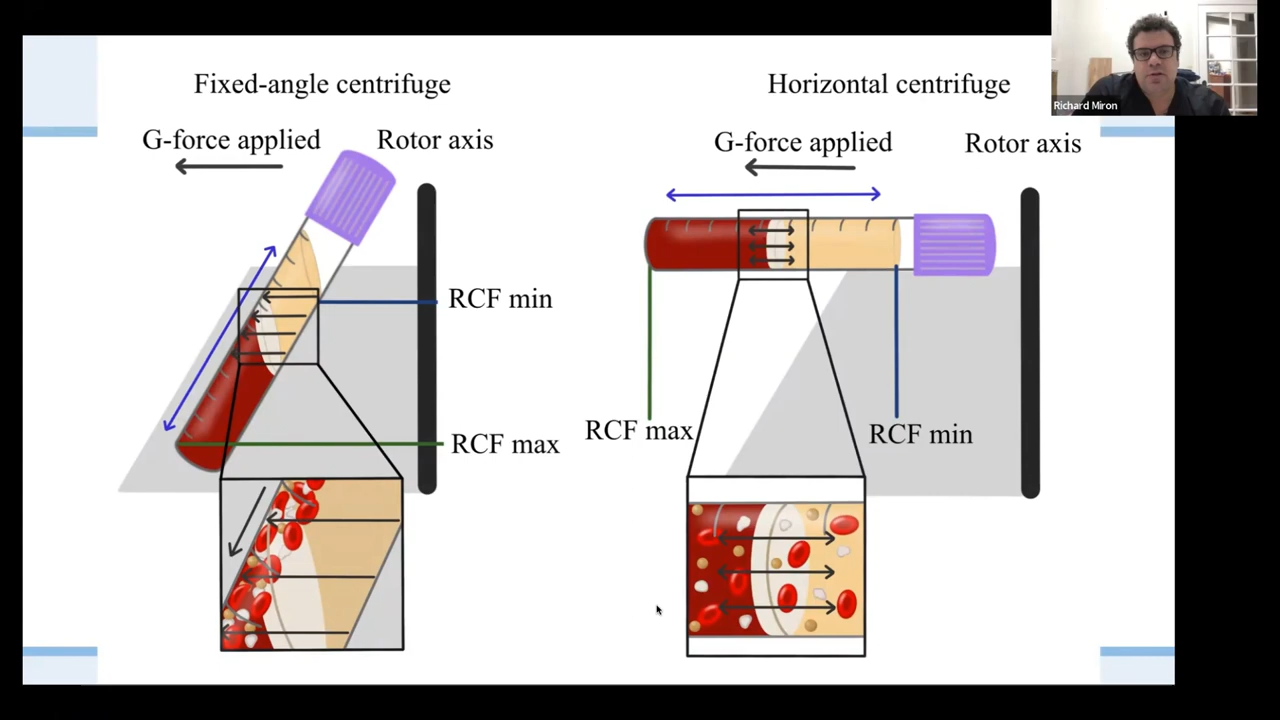 Fixed-angle centrifuge
Horizontal centrifuge
Richard Miron
G-force applied
Rotor axis
G-force applied
Rotor axis
RCF min
RCF max
RCF max
RCF min